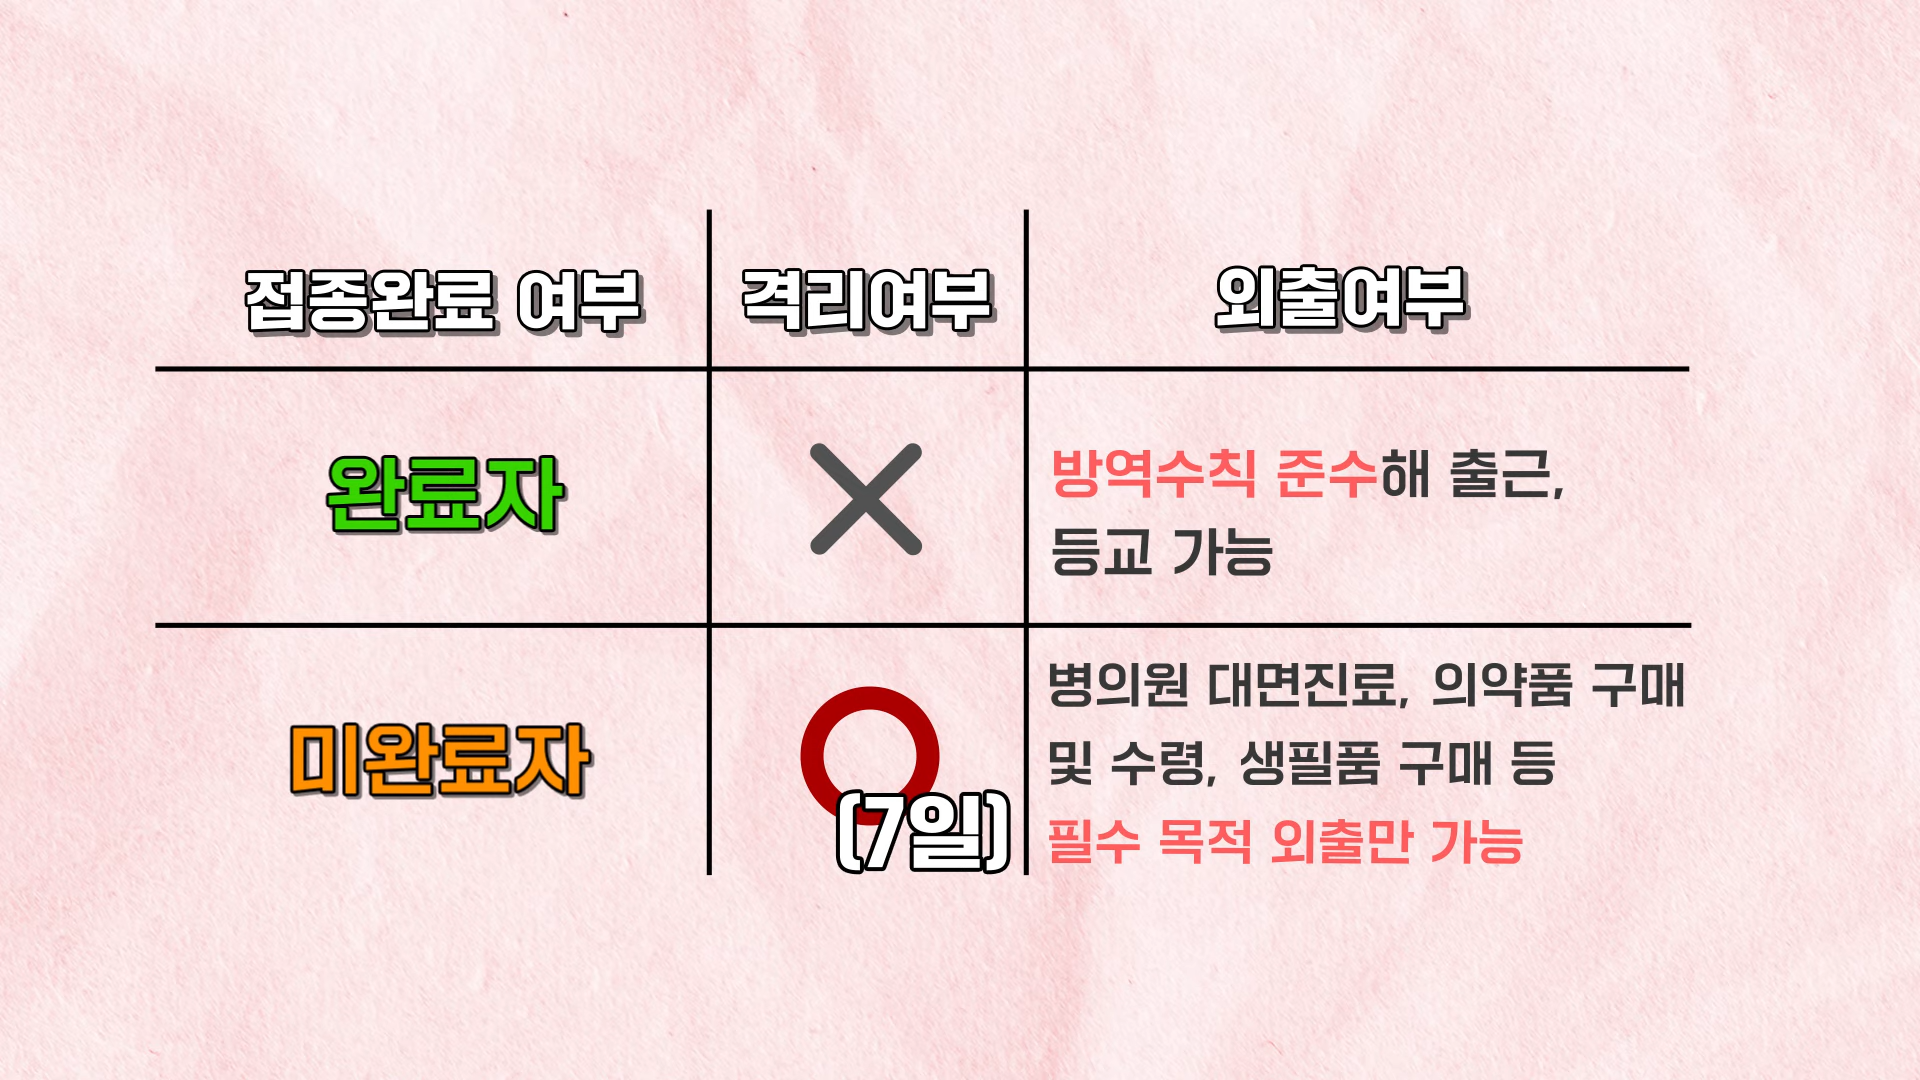 접종완료 여부 격리여부 외출여부
완료자
방역수칙 준수해 출근,
등교 가능
미완료자
(7일)
병의원 대면진료, 의약품 구매
및 수령, 생필품 구매 등
필수 목적 외출만 가능